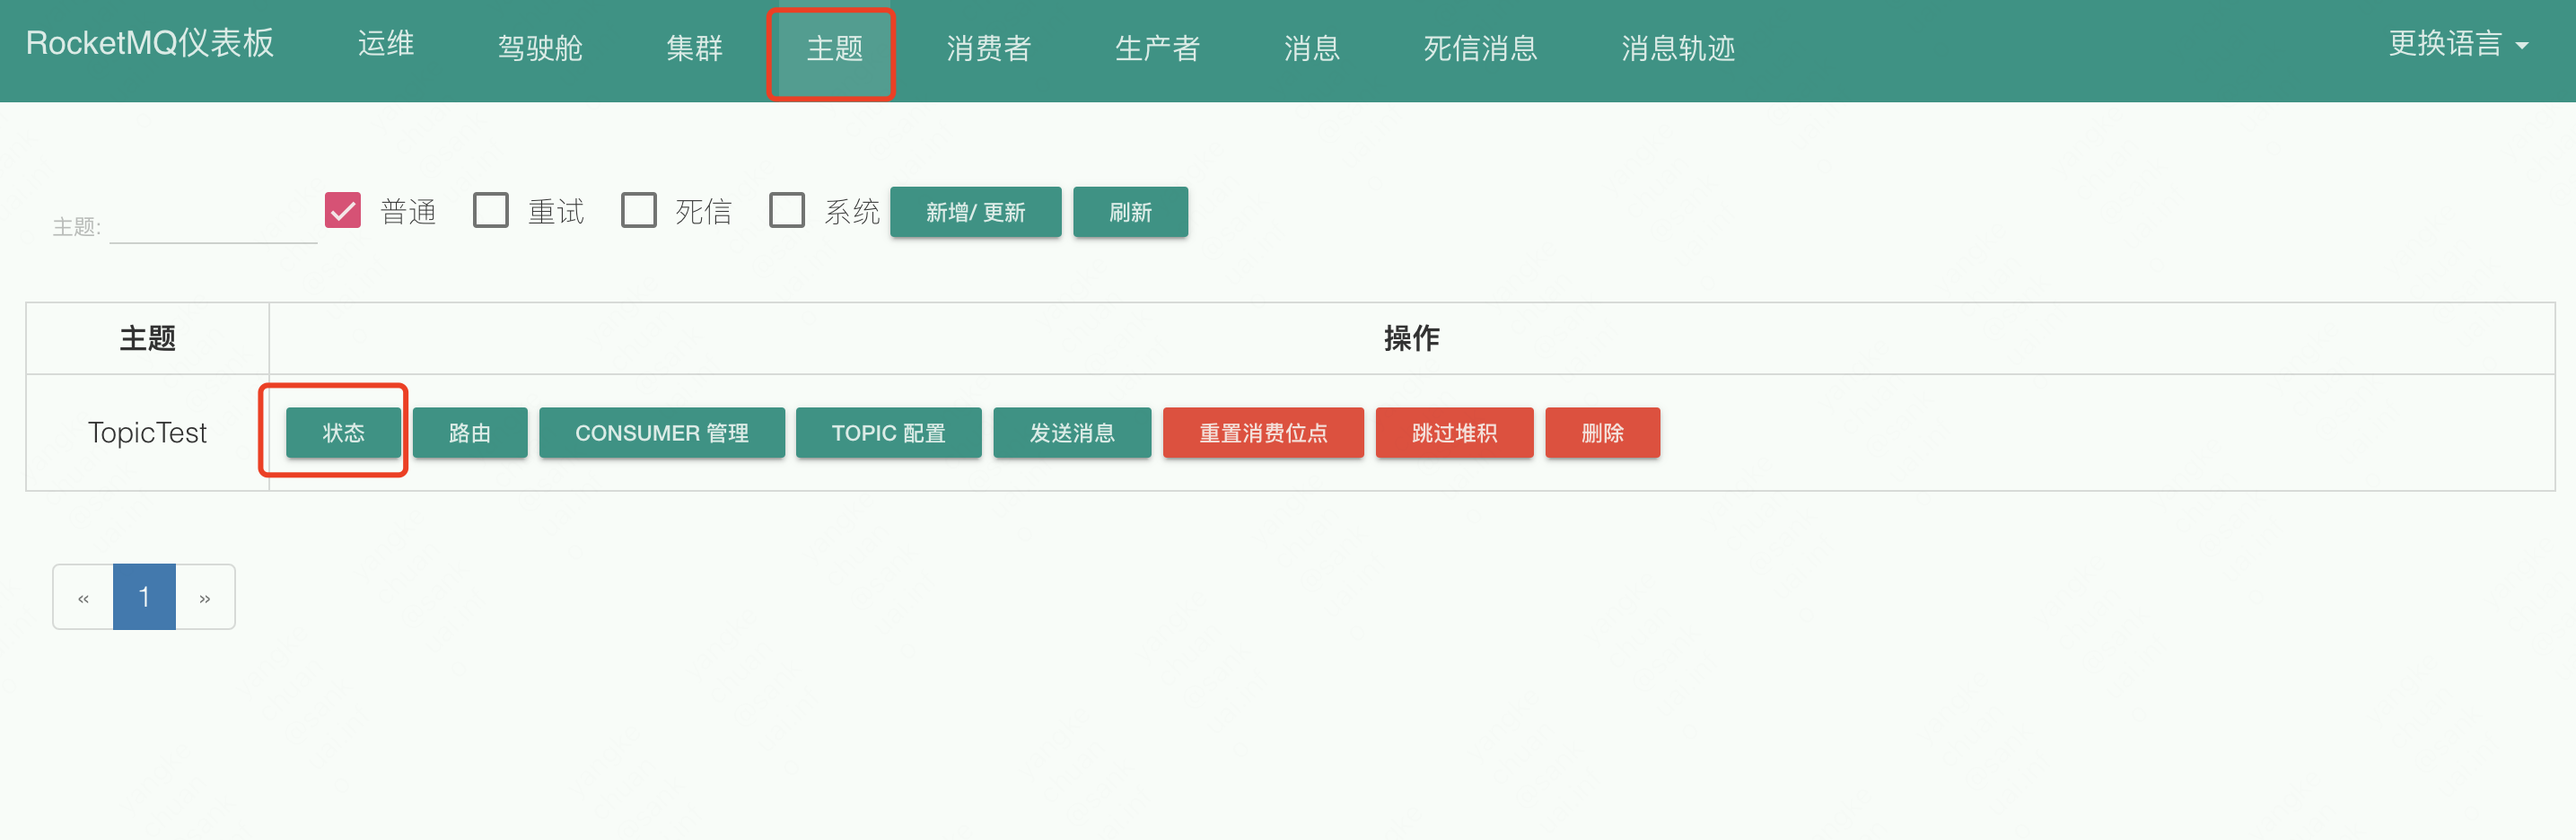 RocketMQ仪表板 运维 驾驶舱 集群 主题 消费者 生产者 消息 死信消息 消息轨迹 更换语言
主题: 普通 重试 死信 系统 新增/ 更新 刷新
主题 操作
TopicTest 状态 路由 CONSUMER 管理 TOPIC 配置 发送消息 重置消费位点 跳过堆积 删除
« 1 »